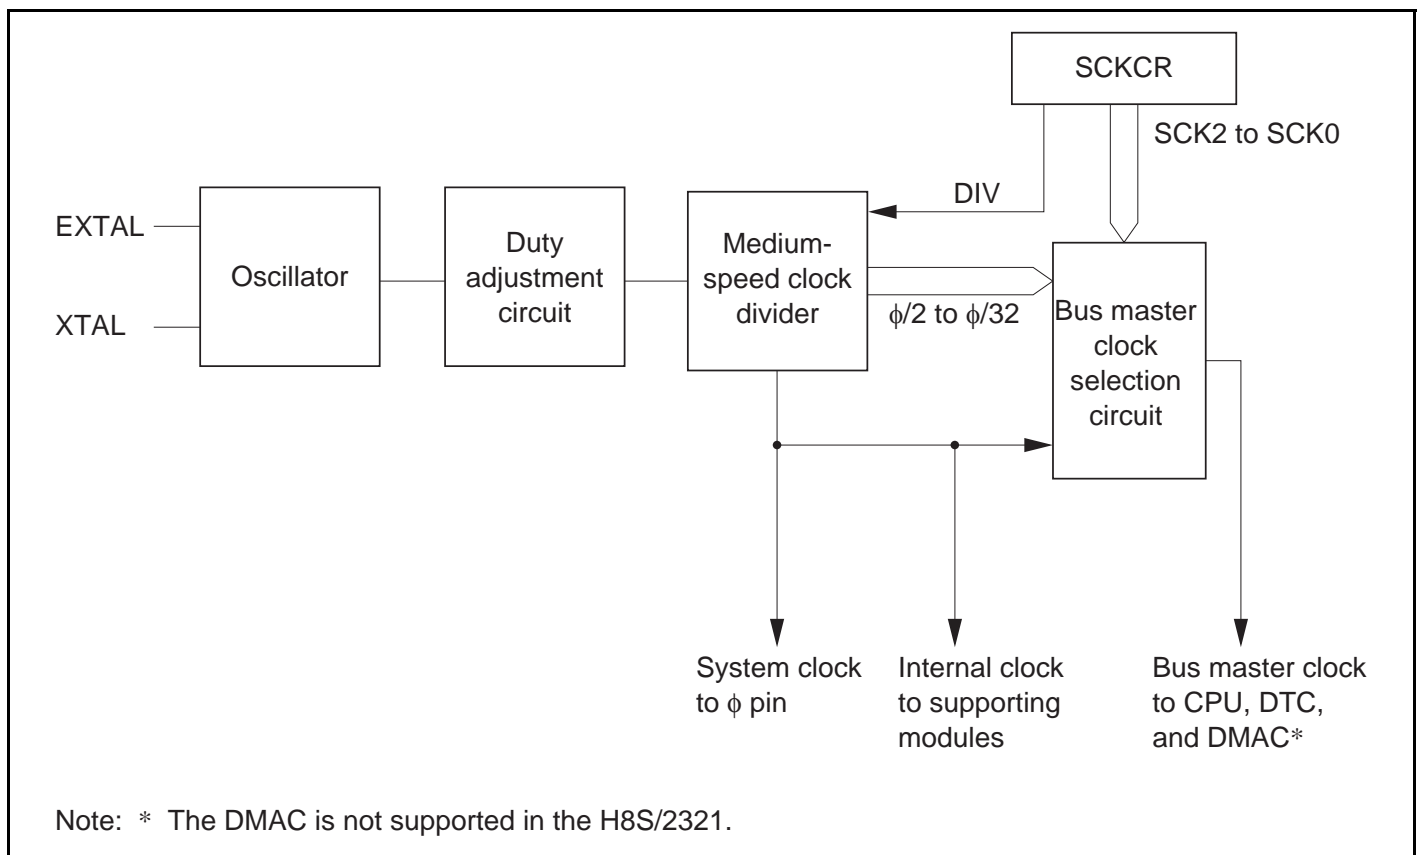 SCKCR
SCK2 to SCK0
DIV
EXTAL
XTAL
Oscillator
Duty
adjustment
circuit
Medium-
speed clock
divider
ϕ/2 to ϕ/32
Bus master
clock
selection
circuit
System clock
to ϕ pin
Internal clock
to supporting
modules
Bus master clock
to CPU, DTC,
and DMAC*
Note: * The DMAC is not supported in the H8S/2321.